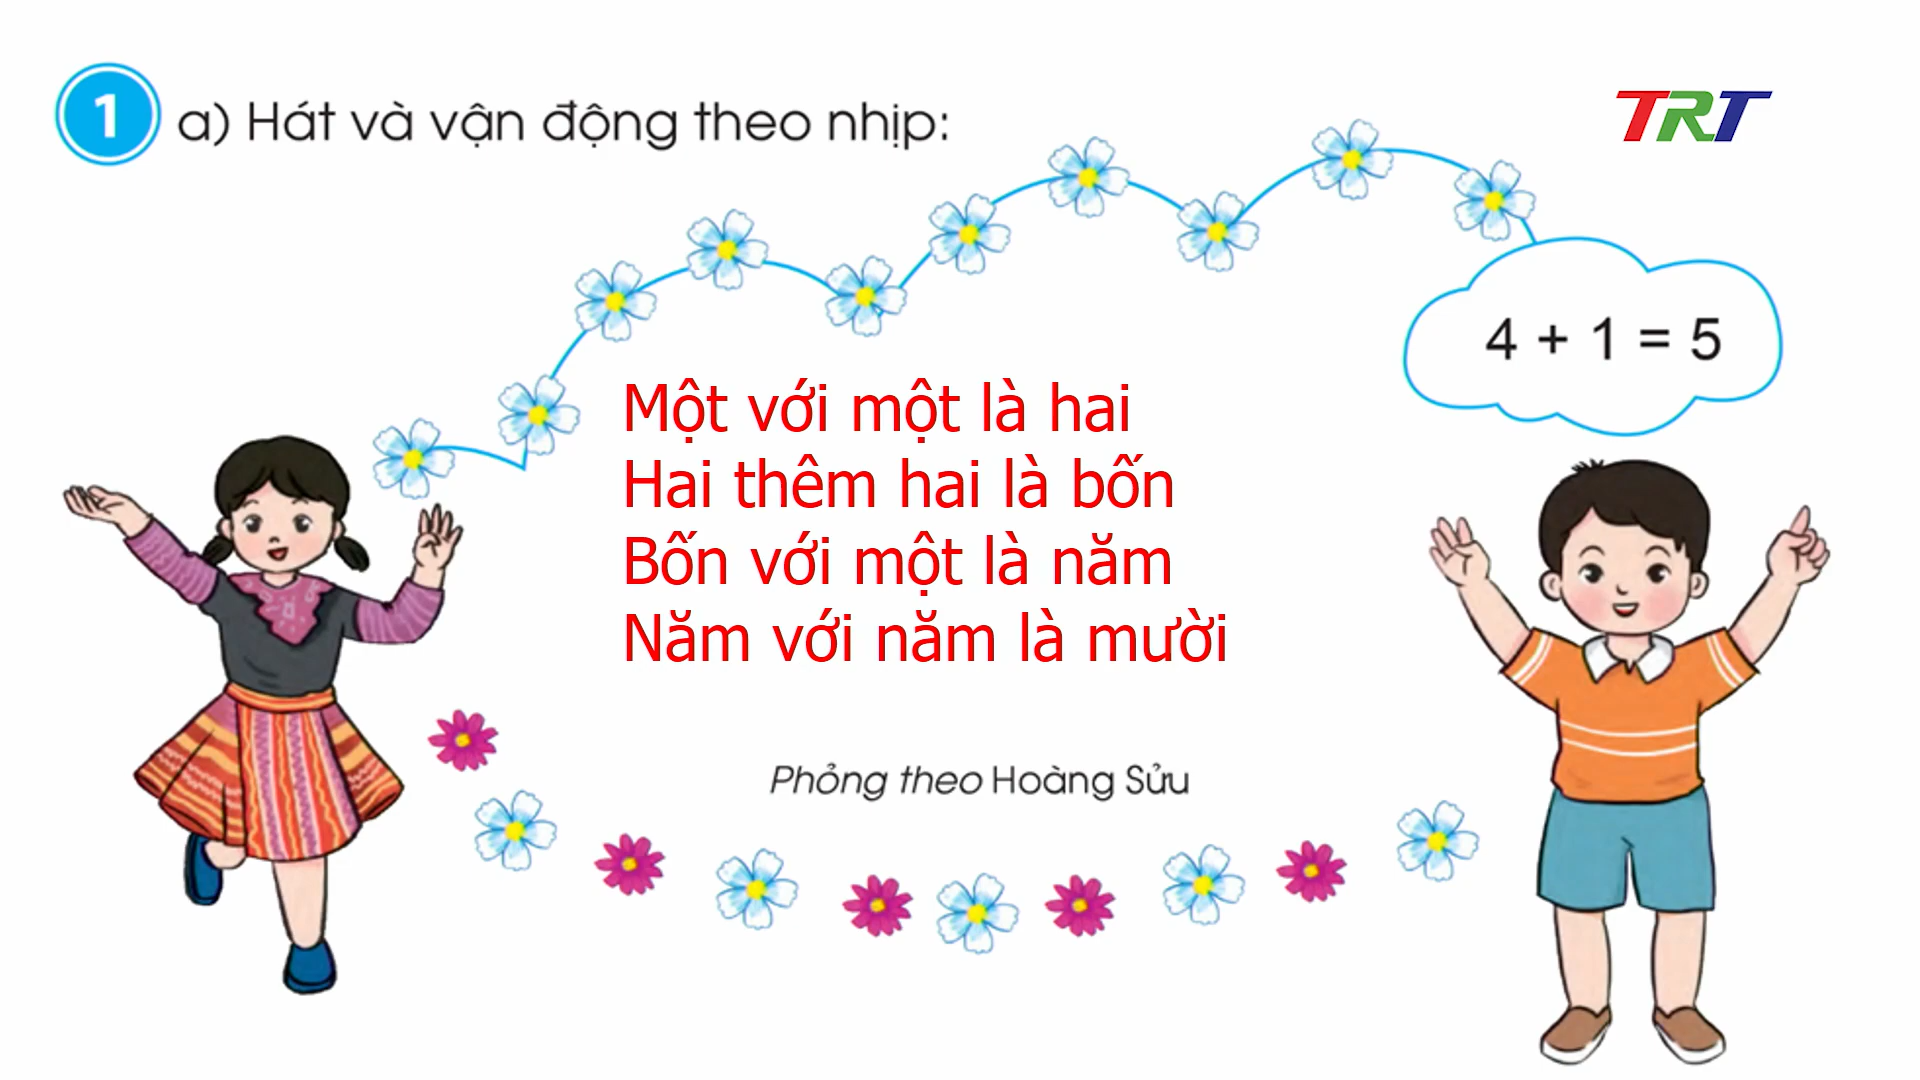 1 a) Hát và vận động theo nhịp:
TRT
4 + 1 = 5
Một với một là hai
Hai thêm hai là bốn
Bốn với một là năm
Năm với năm là mười
Phỏng theo Hoàng Sửu